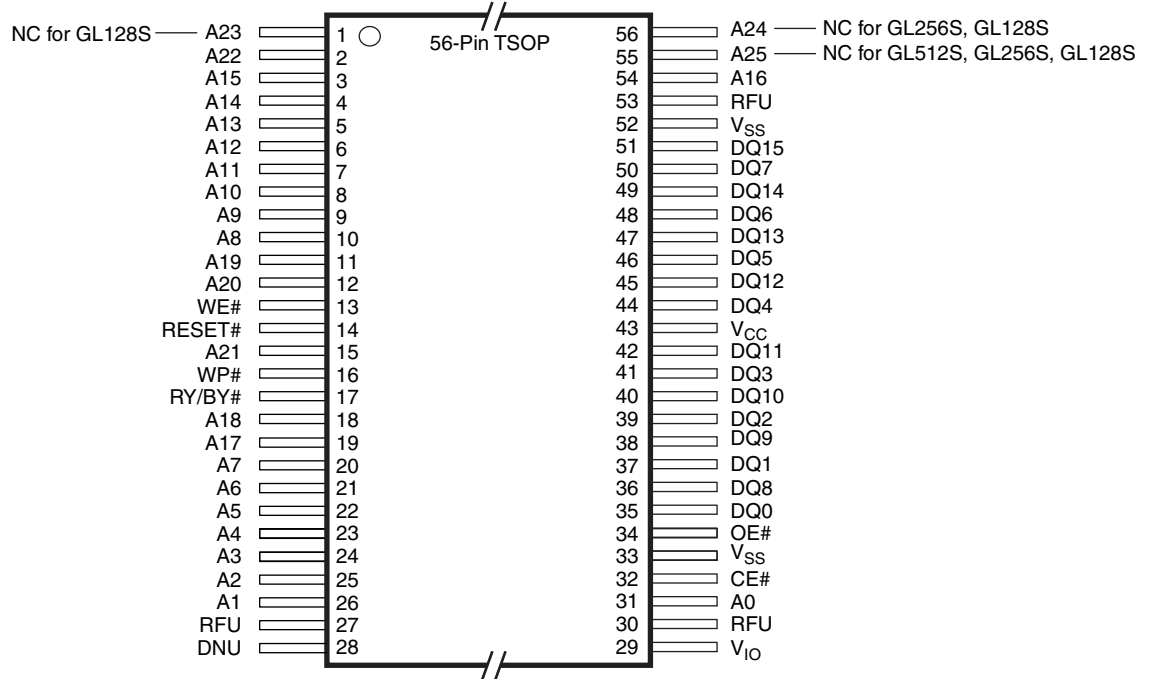 56-Pin TSOP
NC for GL128S A23 1
A22 2
A15 3
A14 4
A13 5
A12 6
A11 7
A10 8
A9 9
A8 10
A19 11
A20 12
WE# 13
RESET# 14
A21 15
WP# 16
RY/BY# 17
A18 18
A17 19
A7 20
A6 21
A5 22
A4 23
A3 24
A2 25
A1 26
RFU 27
DNU 28
56 A24 NC for GL256S, GL128S
55 A25 NC for GL512S, GL256S, GL128S
54 A16
53 RFU
52 VSS
51 DQ15
50 DQ7
49 DQ14
48 DQ6
47 DQ13
46 DQ5
45 DQ12
44 DQ4
43 VCC
42 DQ11
41 DQ3
40 DQ10
39 DQ2
38 DQ9
37 DQ1
36 DQ8
35 DQ0
34 OE#
33 VSS
32 CE#
31 A0
30 RFU
29 VIO